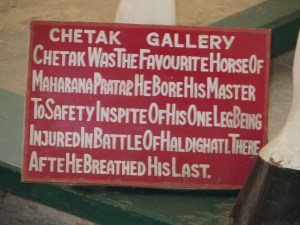 CHETAK GALLERY
CHETAK WAS THE FAVOURITE HORSE OF
MAHARANA PRATAP. HE BORE HIS MASTER
TO SAFETY INSPITE OF HIS ONE LEG BEING
INJURED IN BATTLE OF HALDIGHATI. THERE
AFTE HE BREATHED HIS LAST.